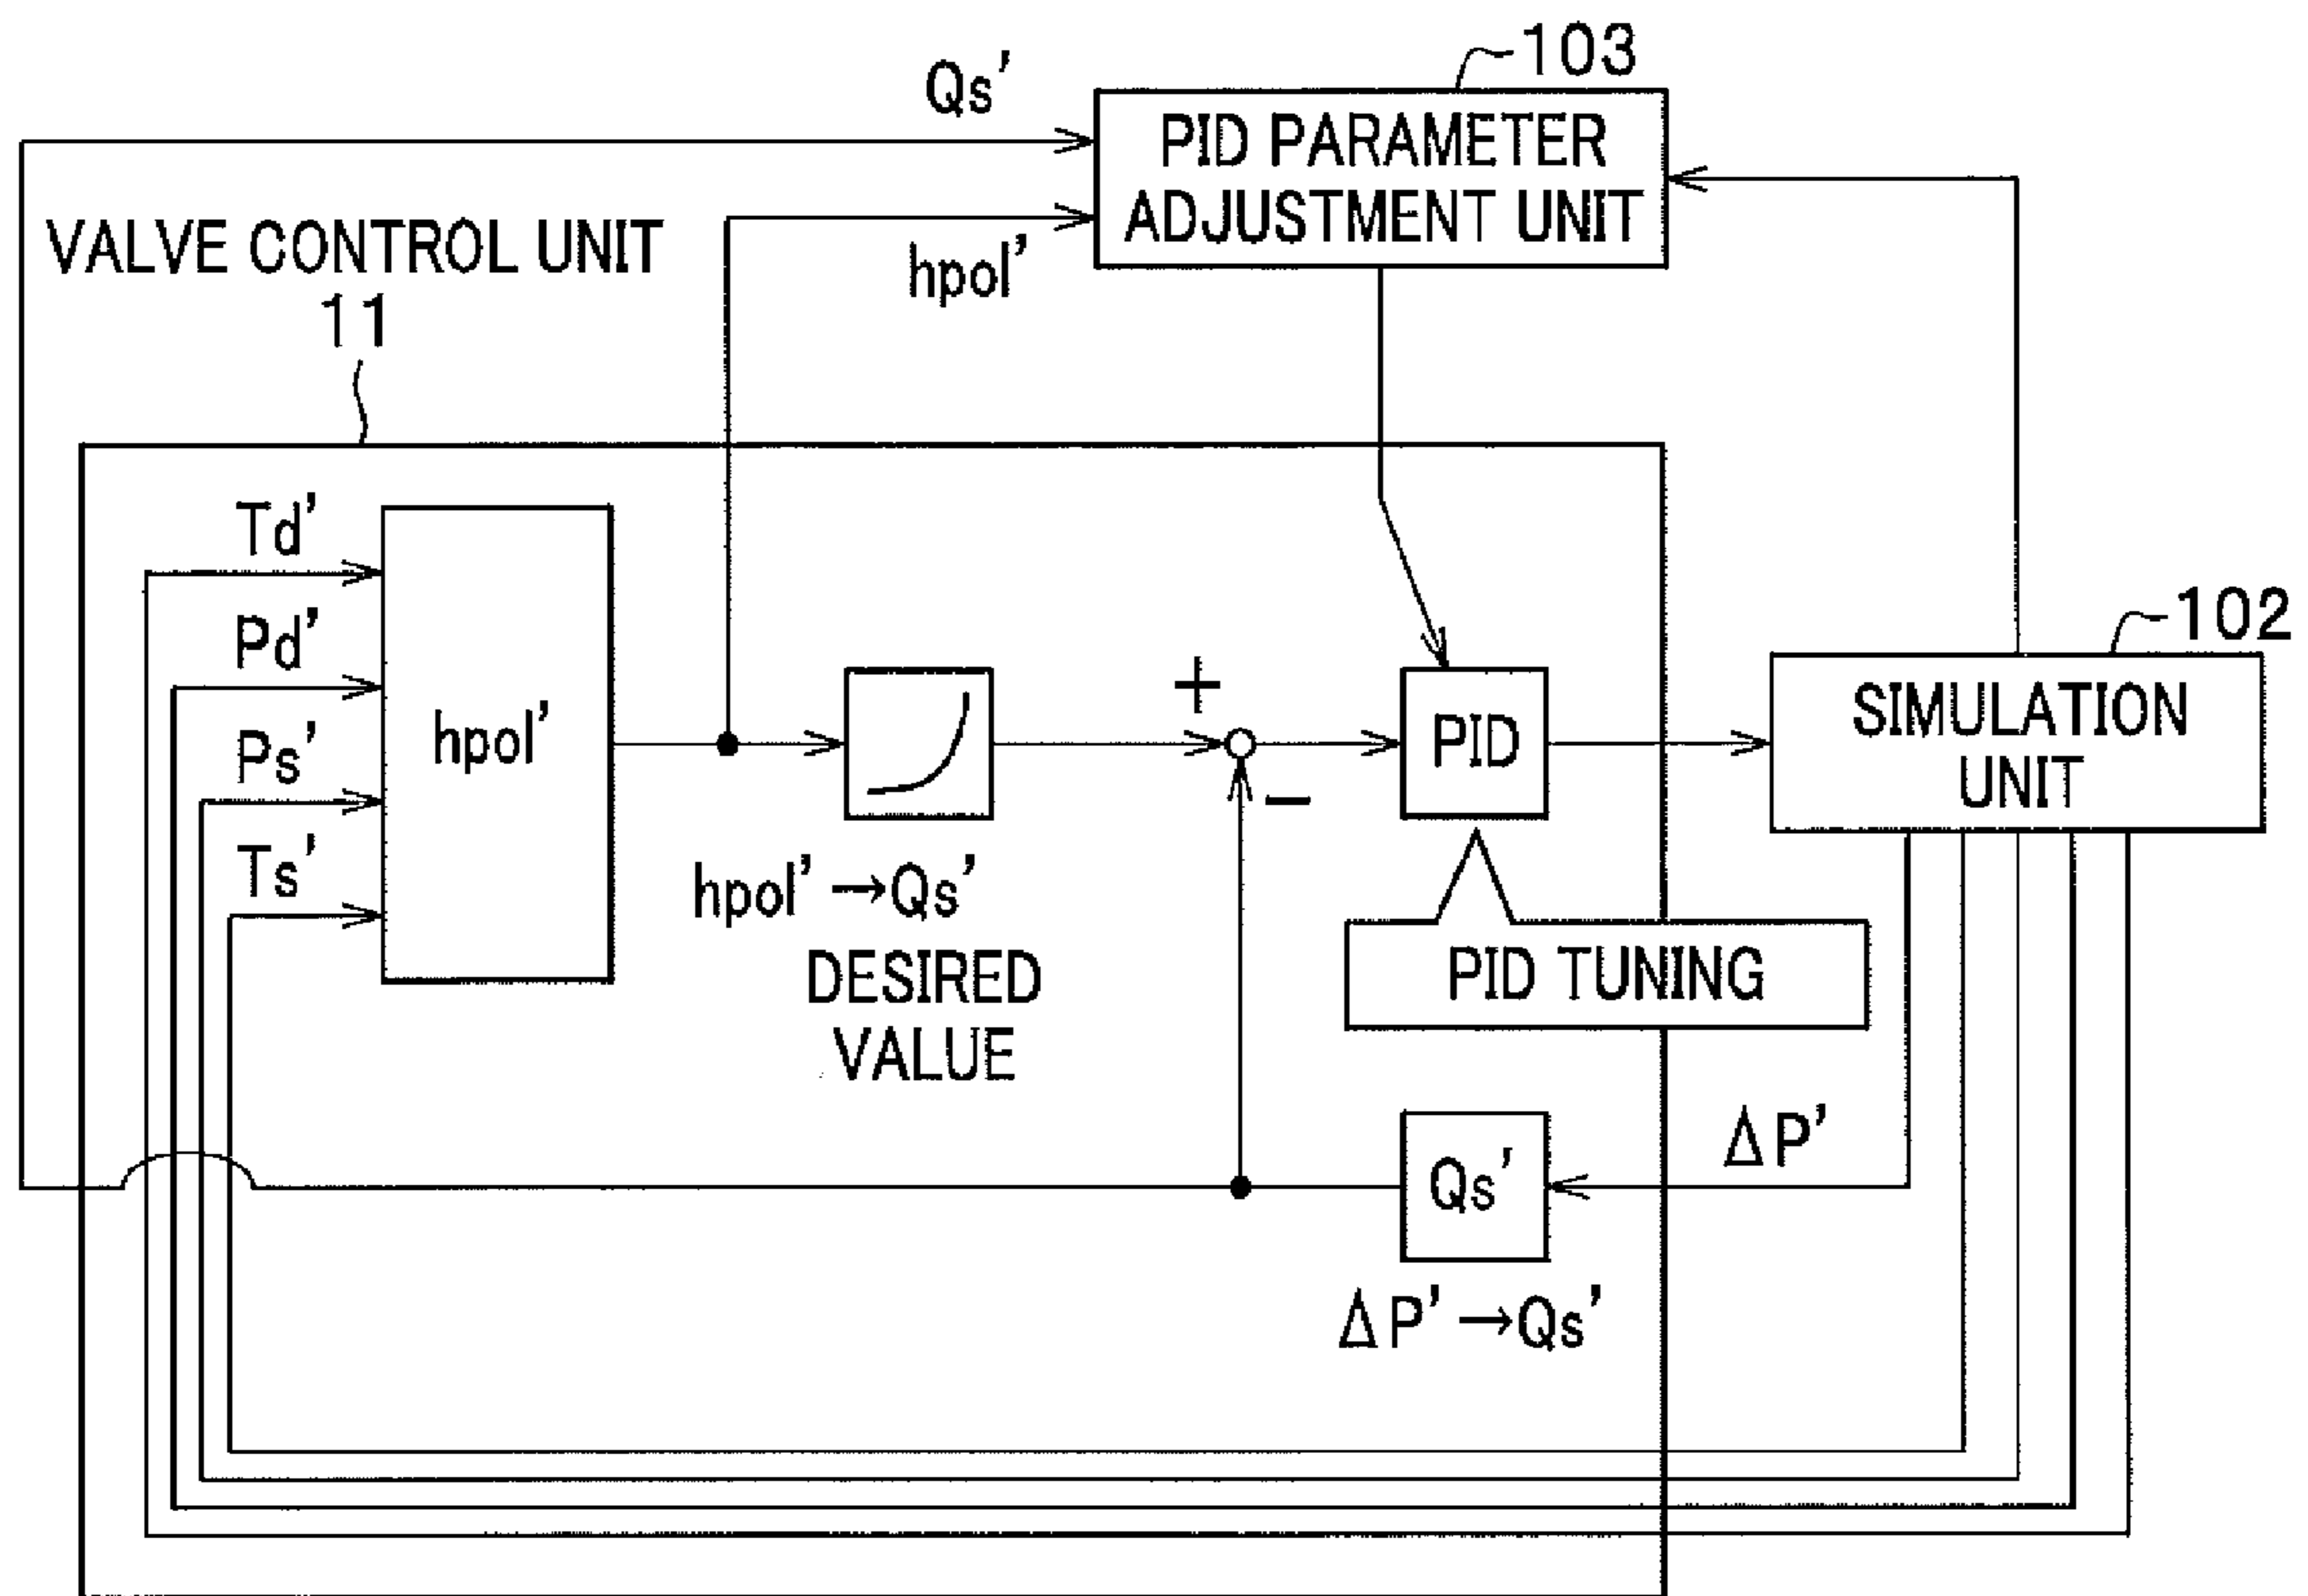 103
Qs'
PID PARAMETER
ADJUSTMENT UNIT
hpol'
VALVE CONTROL UNIT
11
Td'
Pd'
Ps'
Ts'
hpol'
hpol'→Qs'
DESIRED
VALUE
+
−
PID
PID TUNING
102
SIMULATION
UNIT
ΔP'
Qs'
ΔP'→Qs'